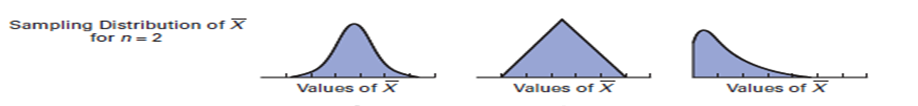 Sampling Distribution of X̅
for n = 2
Values of X̅
Values of X̅
Values of X̅